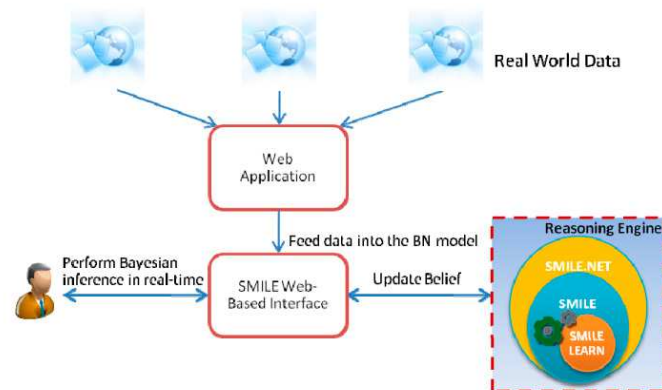 Real World Data
Web
Application
Feed data into the BN model
Perform Bayesian
inference in real-time
SMILE Web-
Based Interface
Update Belief
Reasoning Engine
SMILE.NET
SMILE
SMILE
LEARN